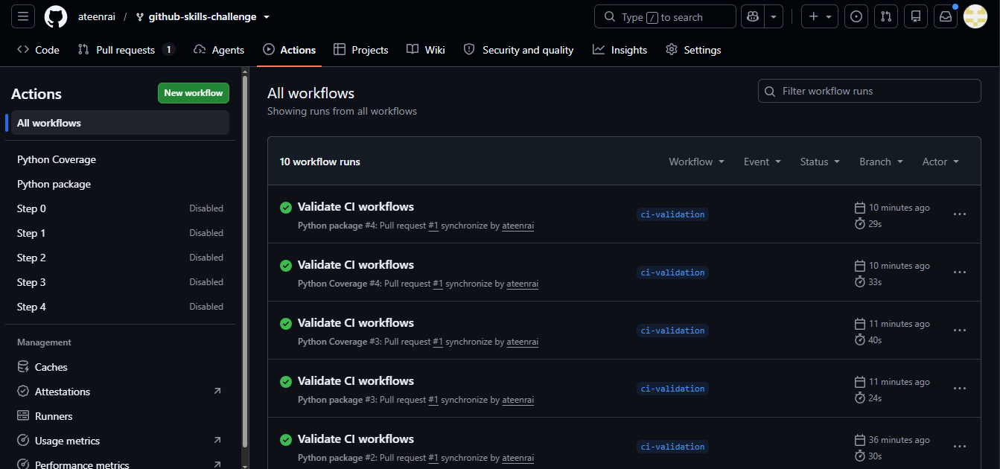 ateenrai / github-skills-challenge
Type / to search
Code
Pull requests 1
Agents
Actions
Projects
Wiki
Security and quality
Insights
Settings
Actions
New workflow
All workflows
Python Coverage
Python package
Step 0 Disabled
Step 1 Disabled
Step 2 Disabled
Step 3 Disabled
Step 4 Disabled
Management
Caches
Attestations
Runners
Usage metrics
Performance metrics
All workflows
Showing runs from all workflows
Filter workflow runs
10 workflow runs
Workflow Event Status Branch Actor
Validate CI workflows
Python package #4: Pull request #1 synchronize by ateenrai
ci-validation
10 minutes ago
29s
Validate CI workflows
Python Coverage #4: Pull request #1 synchronize by ateenrai
ci-validation
10 minutes ago
33s
Validate CI workflows
Python Coverage #3: Pull request #1 synchronize by ateenrai
ci-validation
11 minutes ago
40s
Validate CI workflows
Python package #3: Pull request #1 synchronize by ateenrai
ci-validation
11 minutes ago
24s
Validate CI workflows
Python package #2: Pull request #1 synchronize by ateenrai
ci-validation
36 minutes ago
30s